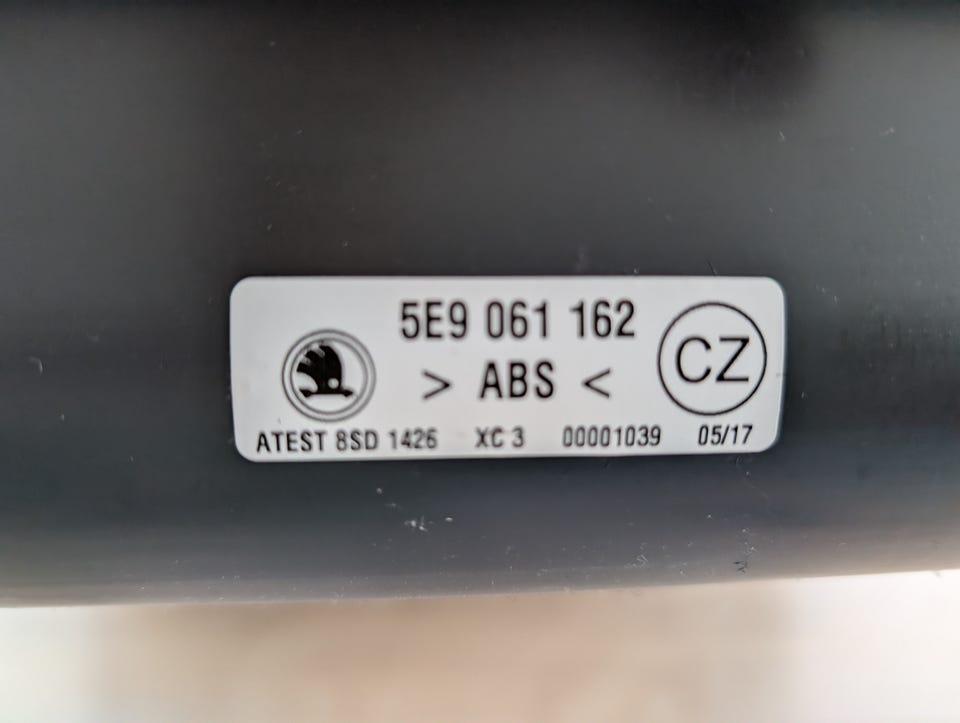 5E9 061 162
> ABS <
CZ
ATEST 8SD 1426 XC 3 00001039 05/17